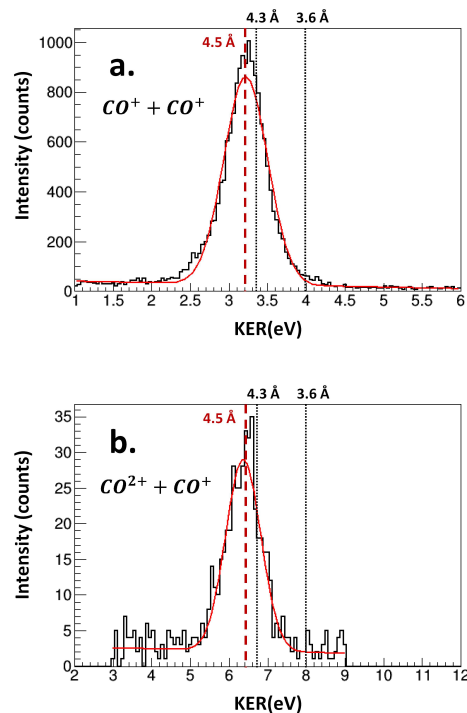 4.3 Å 3.6 Å
4.5 Å
a.
CO⁺ + CO⁺
Intensity (counts)
1000
800
600
400
200
0
1 1.5 2 2.5 3 3.5 4 4.5 5 5.5 6
KER(eV)
4.3 Å 3.6 Å
4.5 Å
b.
CO²⁺ + CO⁺
Intensity (counts)
35
30
25
20
15
10
5
0
2 3 4 5 6 7 8 9 10 11 12
KER(eV)